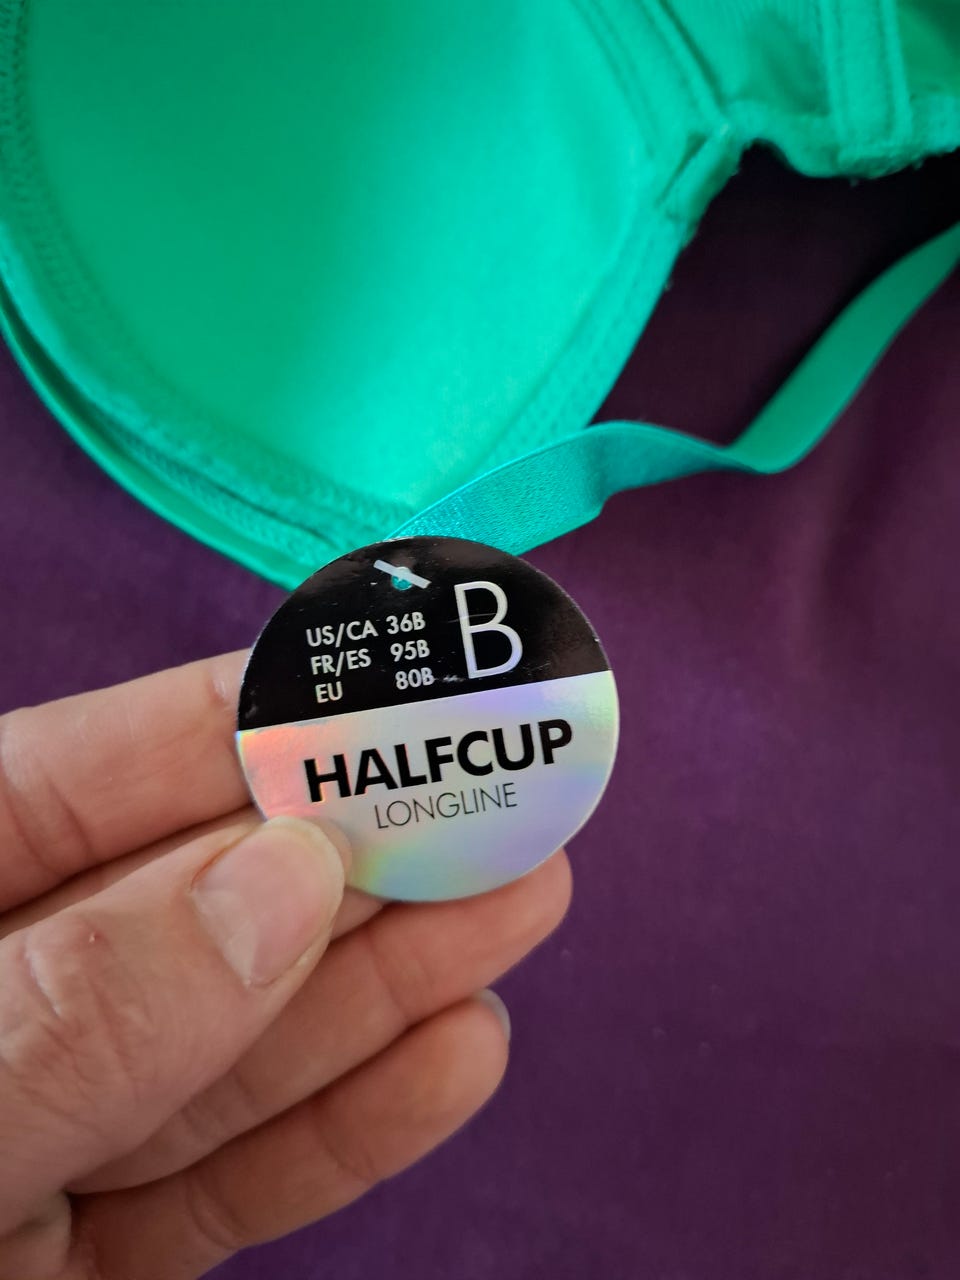 US/CA 36B
FR/ES 95B
EU 80B
B
HALFCUP
LONGLINE